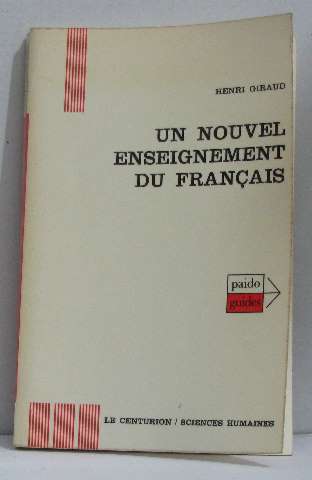 HENRI GIRAUD
UN NOUVEL
ENSEIGNEMENT
DU FRANÇAIS
paido
guides
LE CENTURION / SCIENCES HUMAINES